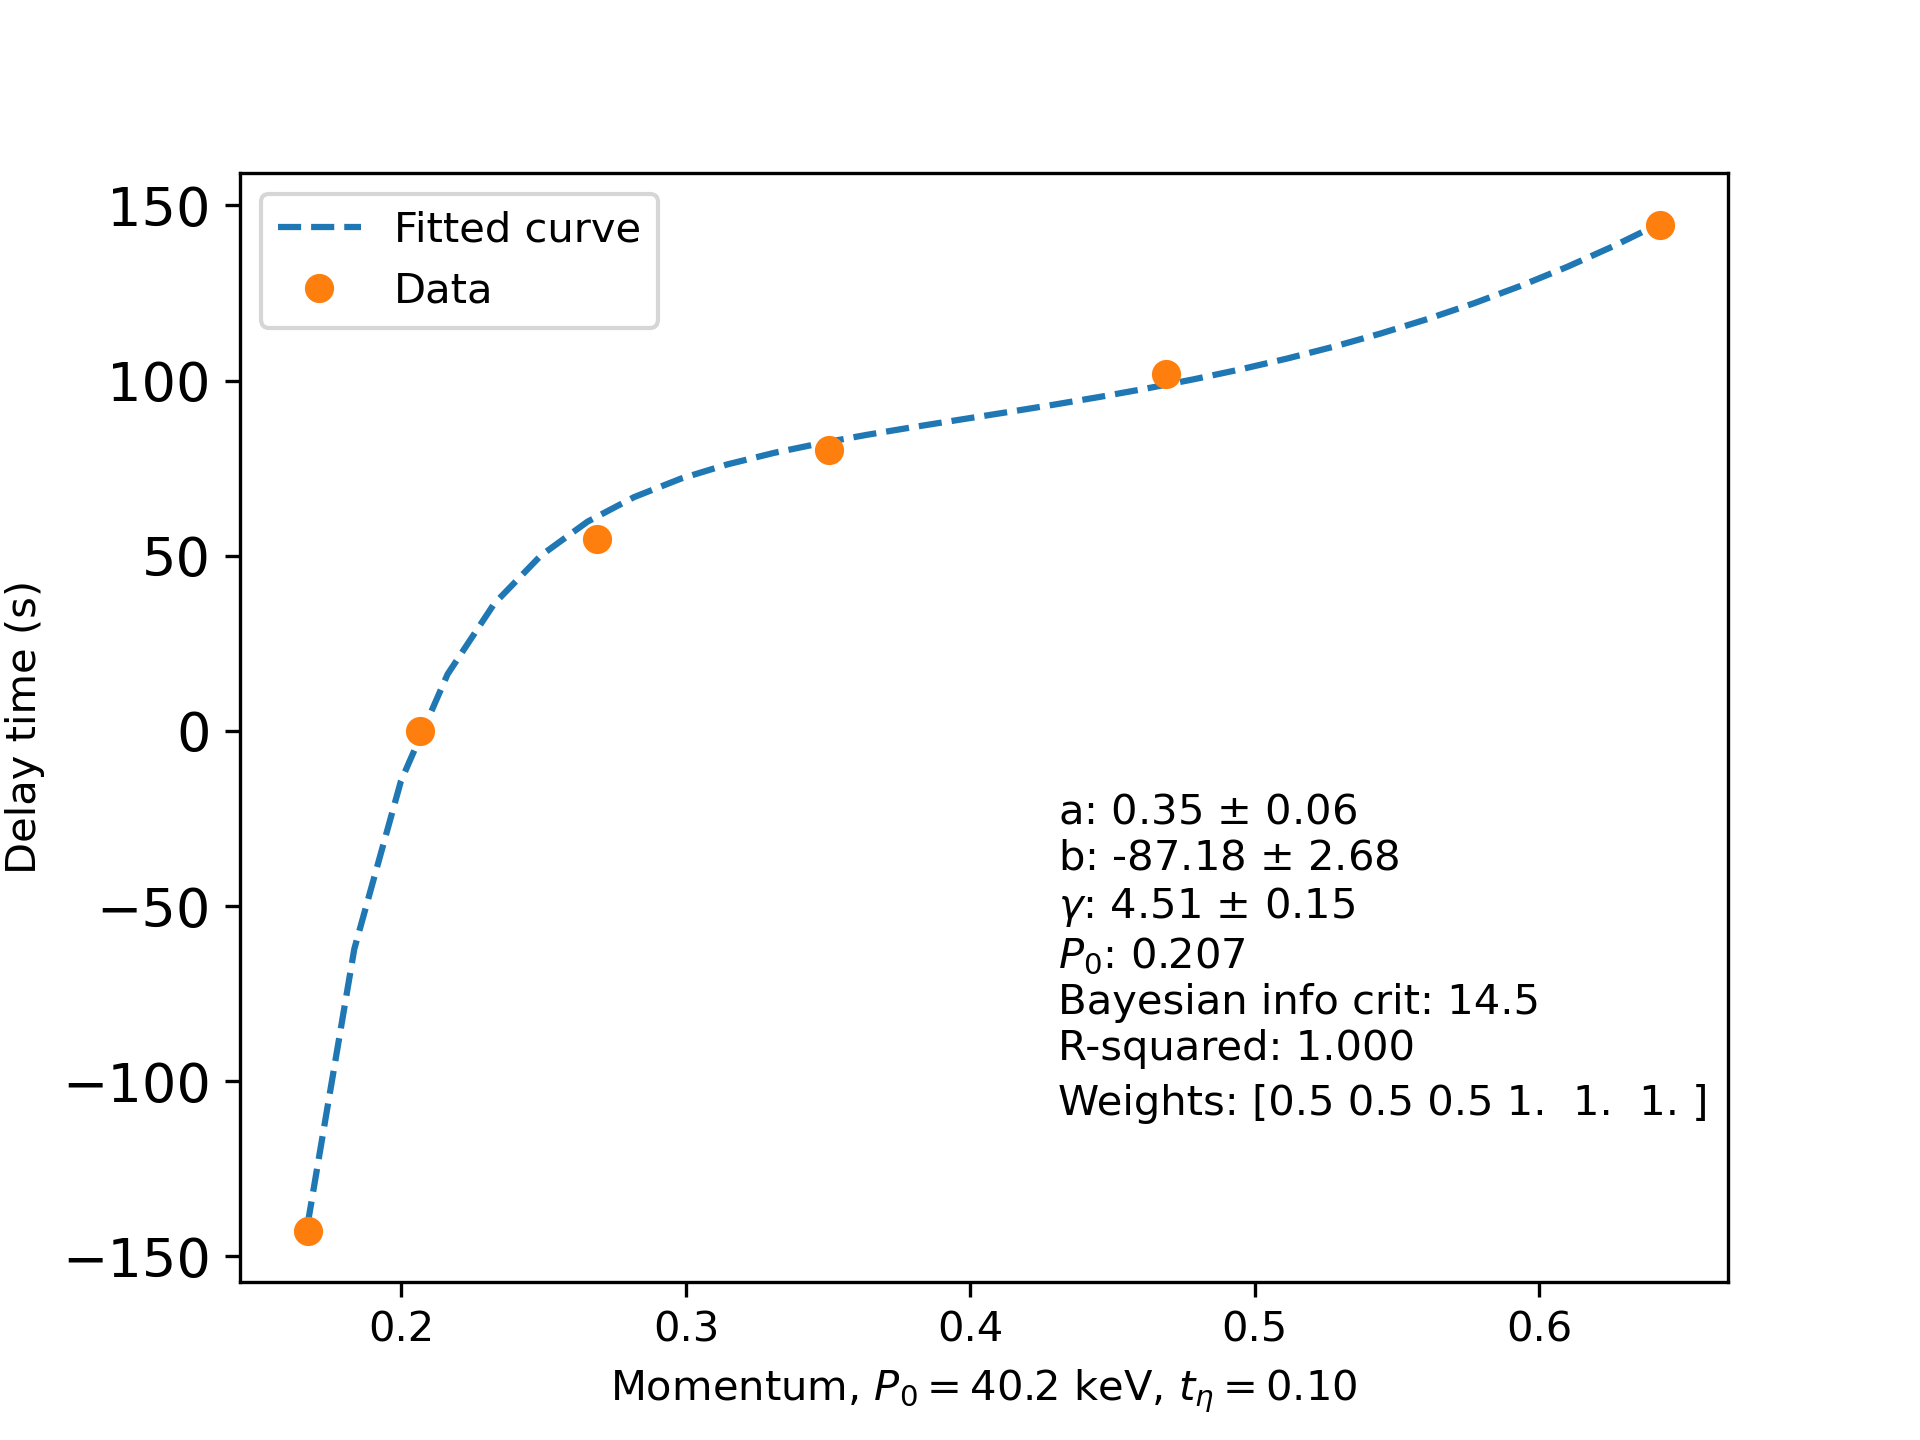 Fitted curve
Data
150
100
50
0
−50
−100
−150
Delay time (s)
a: 0.35 ± 0.06
b: -87.18 ± 2.68
γ: 4.51 ± 0.15
P₀: 0.207
Bayesian info crit: 14.5
R-squared: 1.000
Weights: [0.5 0.5 0.5 1.  1.  1. ]
0.2 0.3 0.4 0.5 0.6
Momentum, P₀ = 40.2 keV, tη = 0.10